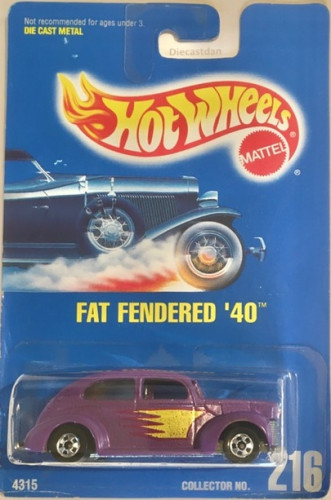 Not recommended for ages under 3.
DIE CAST METAL
Diecastdan
Hot Wheels
MATTEL
FAT FENDERED '40™
4315
COLLECTOR NO.
216